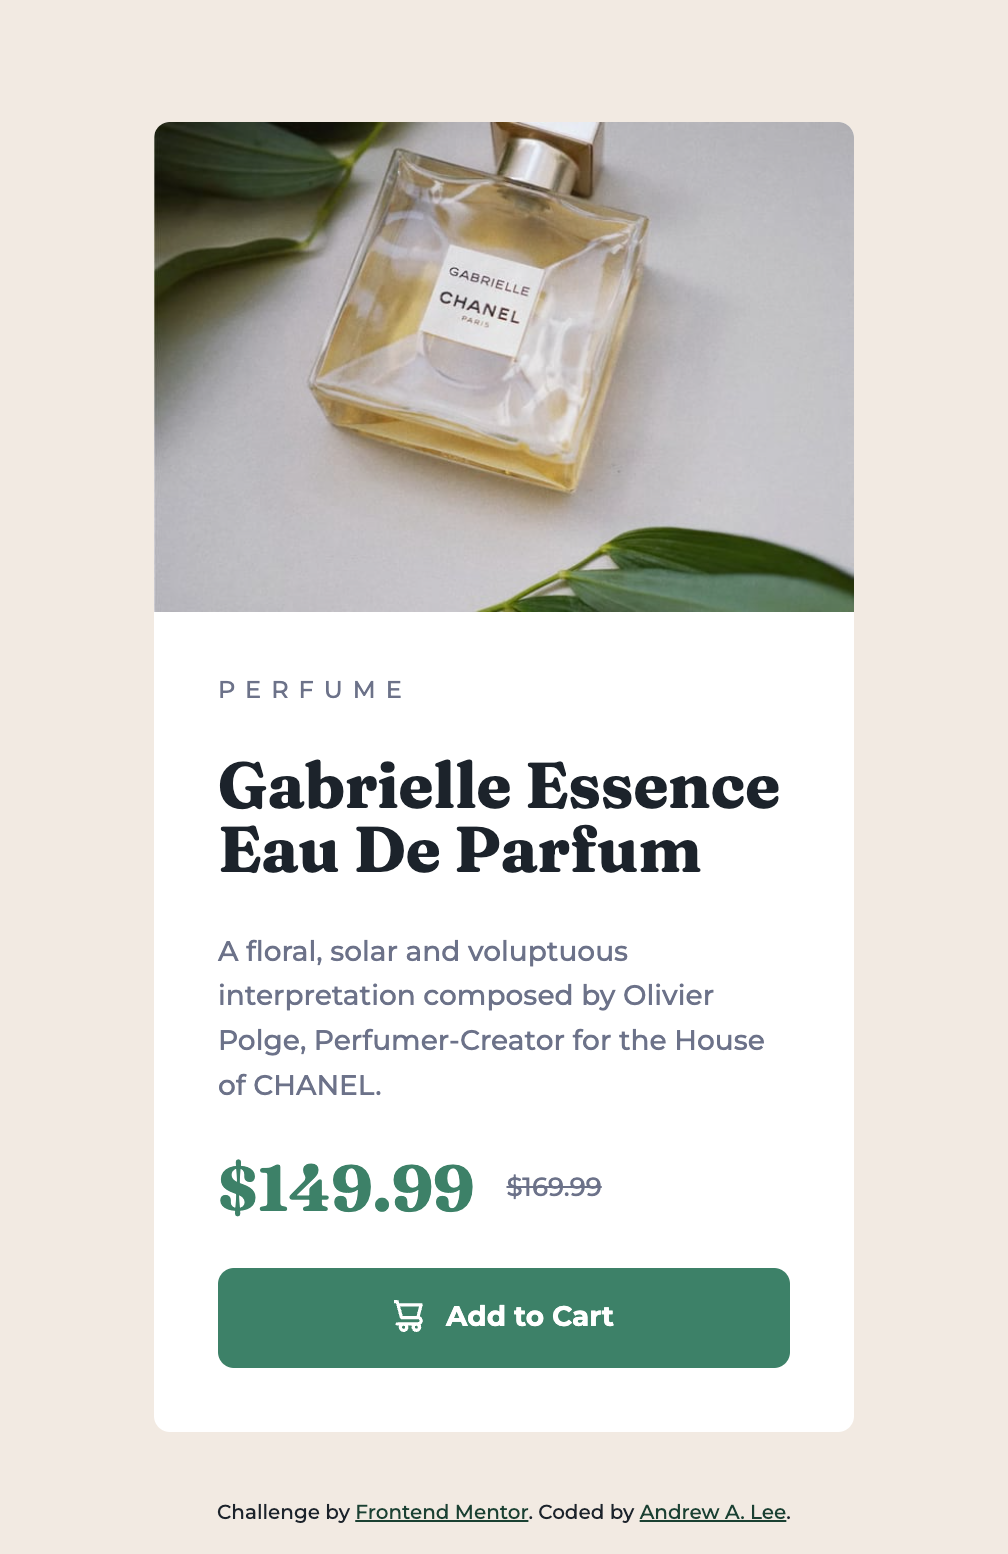 GABRIELLE
CHANEL
PARIS
PERFUME
Gabrielle Essence
Eau De Parfum
A floral, solar and voluptuous
interpretation composed by Olivier
Polge, Perfumer-Creator for the House
of CHANEL.
$149.99 $169.99
Add to Cart
Challenge by Frontend Mentor. Coded by Andrew A. Lee.